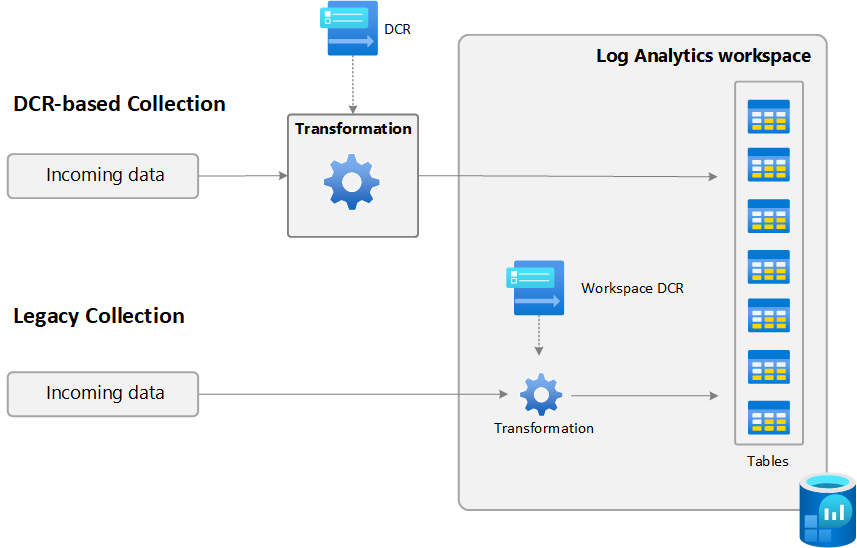 DCR
Log Analytics workspace
DCR-based Collection
Transformation
Incoming data
Workspace DCR
Legacy Collection
Incoming data
Transformation
Tables